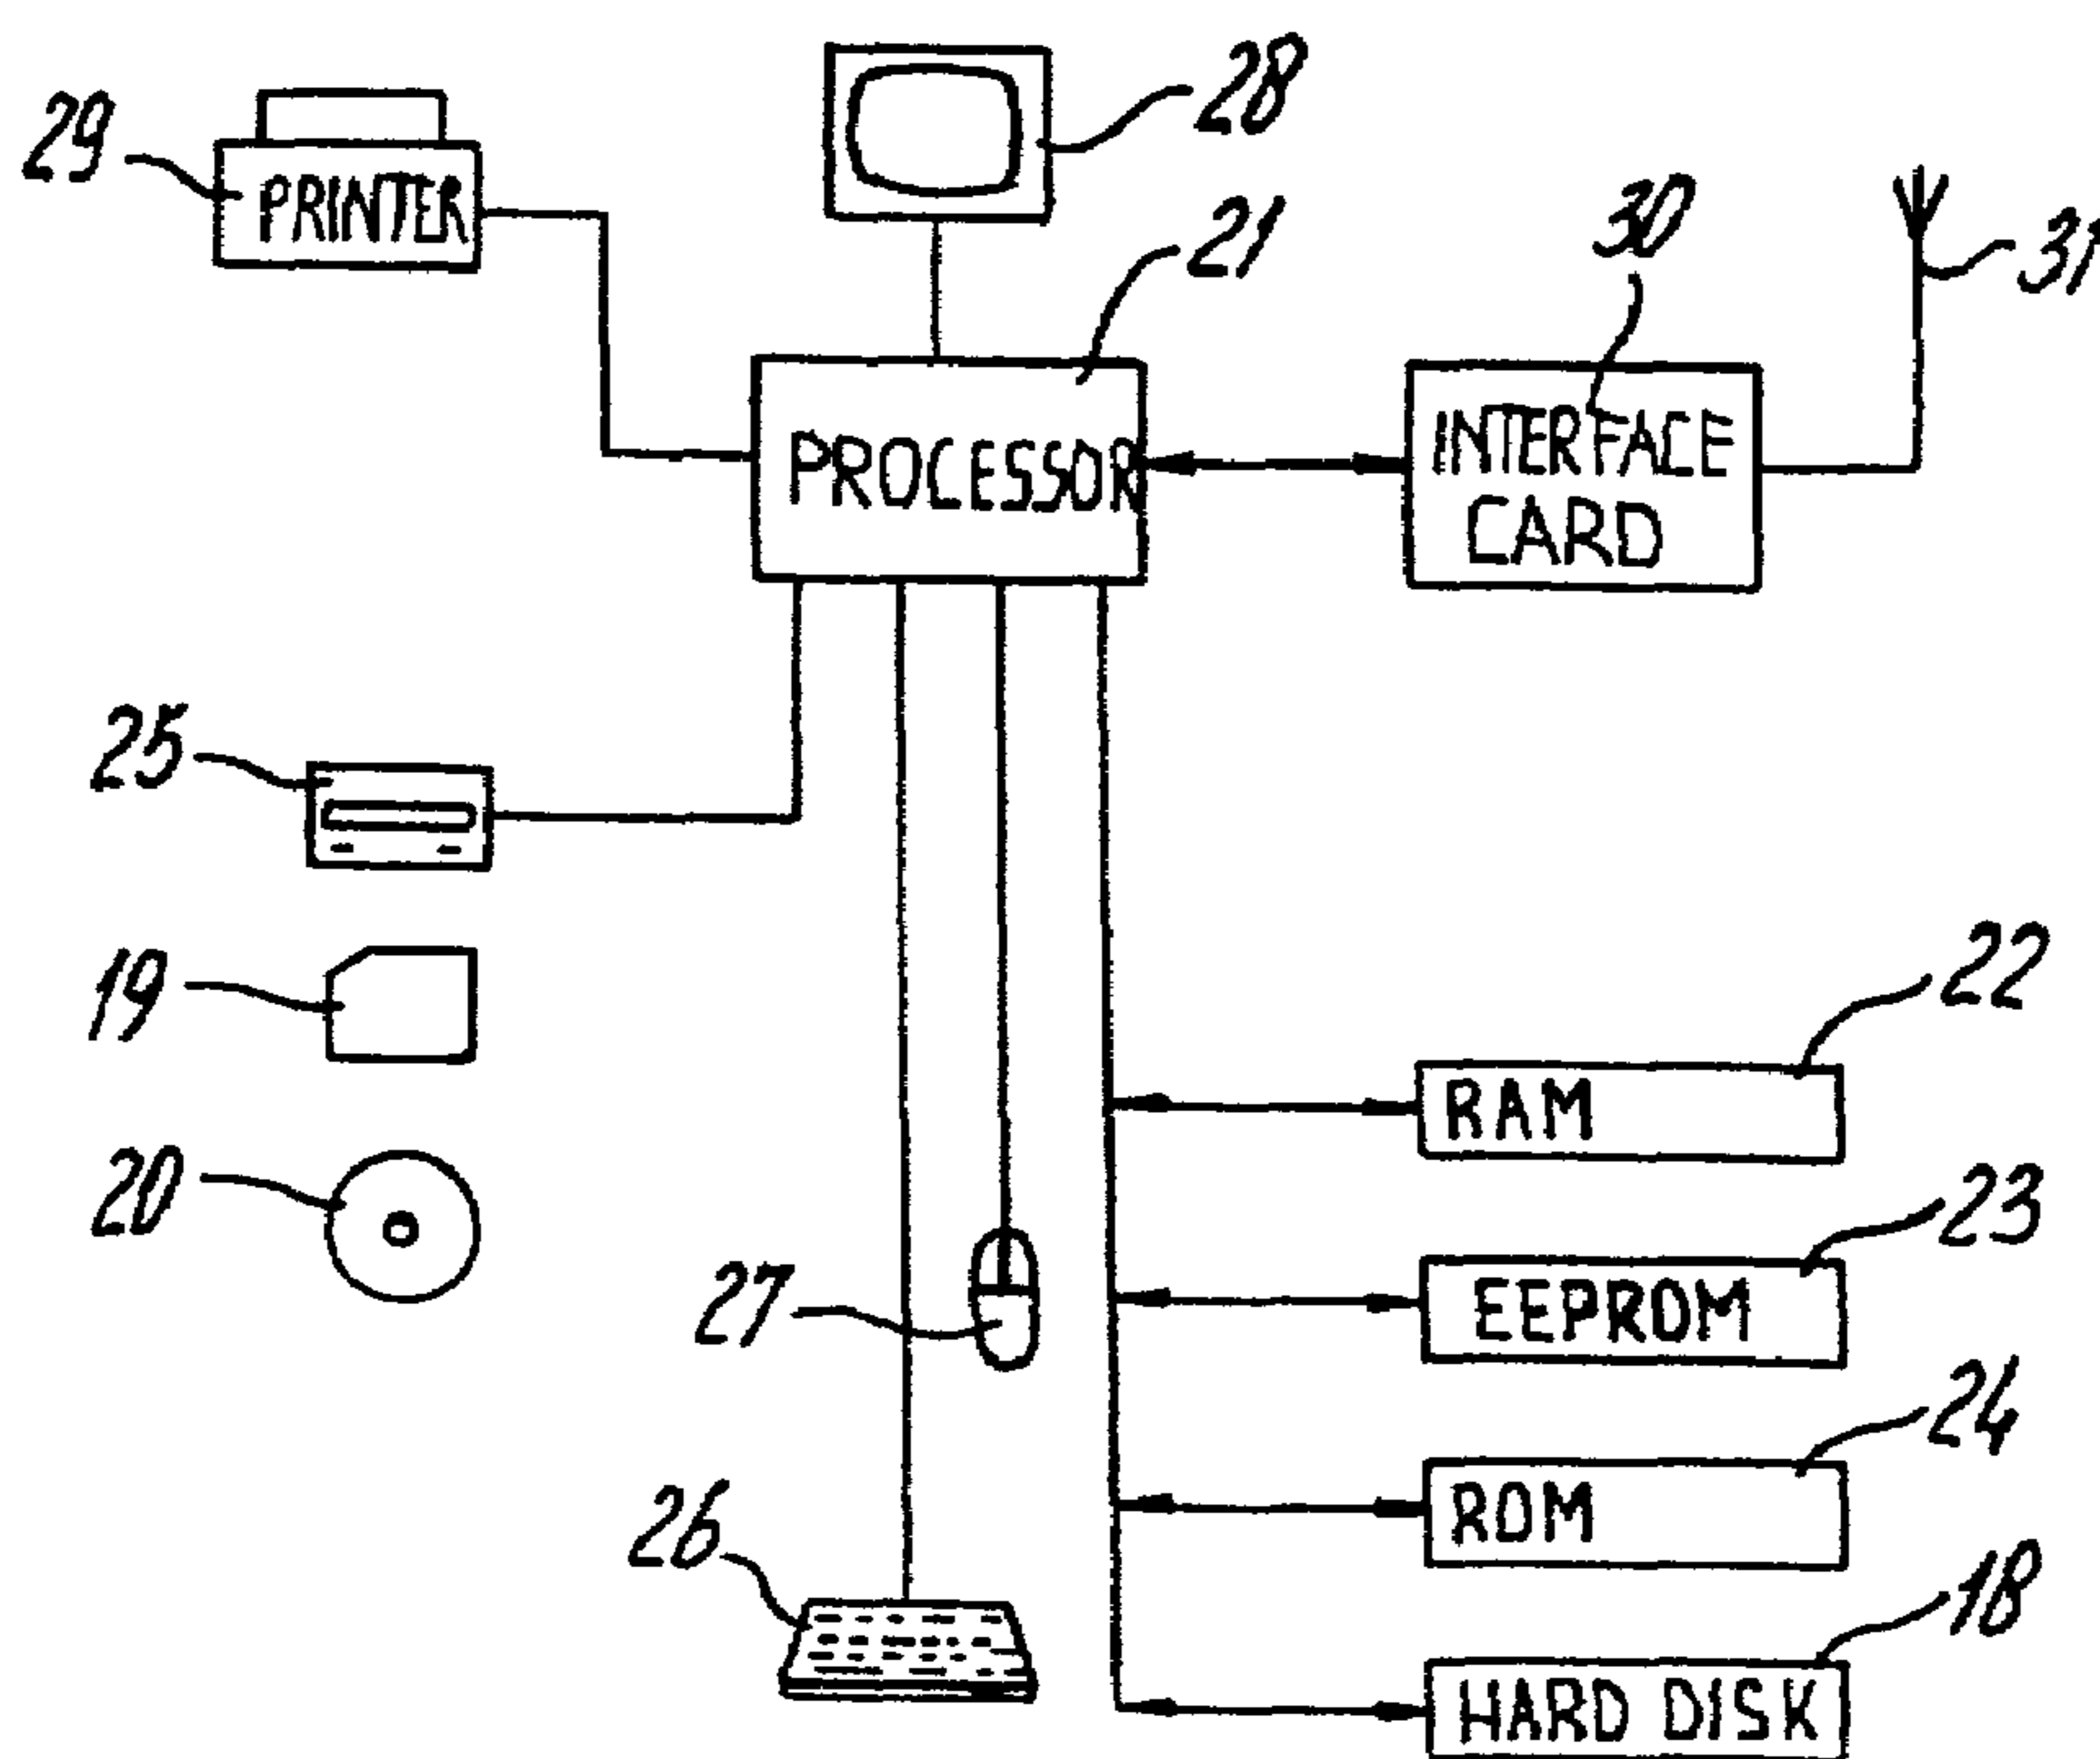 28
29
PRINTER
21
30
31
PROCESSOR
INTERFACE
CARD
25
19
22
RAM
20
23
EEPROM
27
24
ROM
26
18
HARD DISK